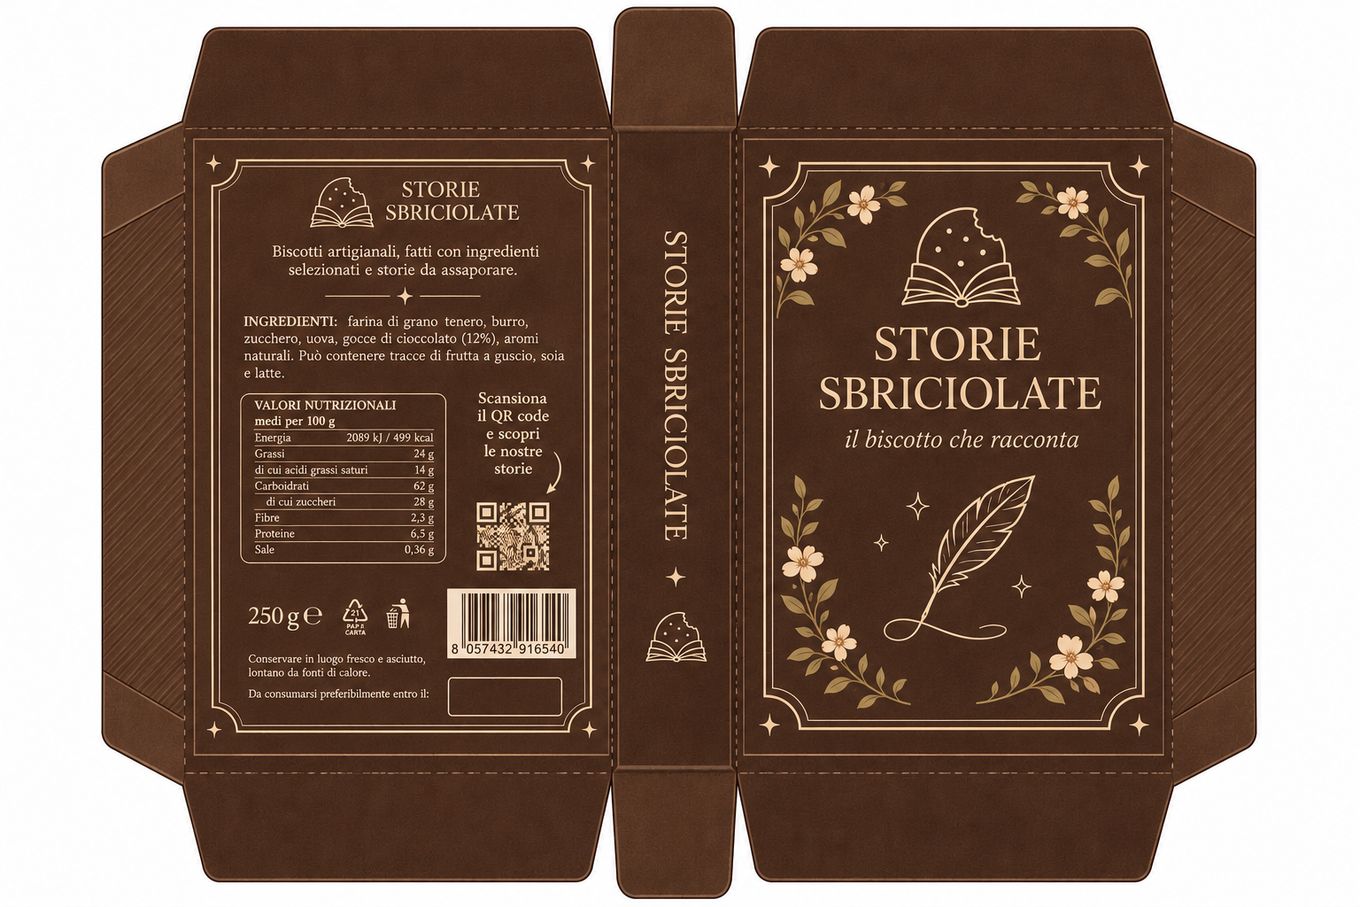 STORIE
SBRICIOLATE
Biscotti artigianali, fatti con ingredienti
selezionati e storie da assaporare.
INGREDIENTI: farina di grano tenero, burro,
zucchero, uova, gocce di cioccolato (12%), aromi
naturali. Può contenere tracce di frutta a guscio, soia
e latte.
VALORI NUTRIZIONALI
medi per 100 g
Energia 2089 kJ / 499 kcal
Grassi 24 g
di cui acidi grassi saturi 14 g
Carboidrati 62 g
di cui zuccheri 28 g
Fibre 2,3 g
Proteine 6,5 g
Sale 0,36 g
Scansiona
il QR code
e scopri
le nostre
storie
250 g ℮
21
PAP
CARTA
8 057432 916540
Conservare in luogo fresco e asciutto,
lontano da fonti di calore.
Da consumarsi preferibilmente entro il:
STORIE SBRICIOLATE
STORIE
SBRICIOLATE
il biscotto che racconta